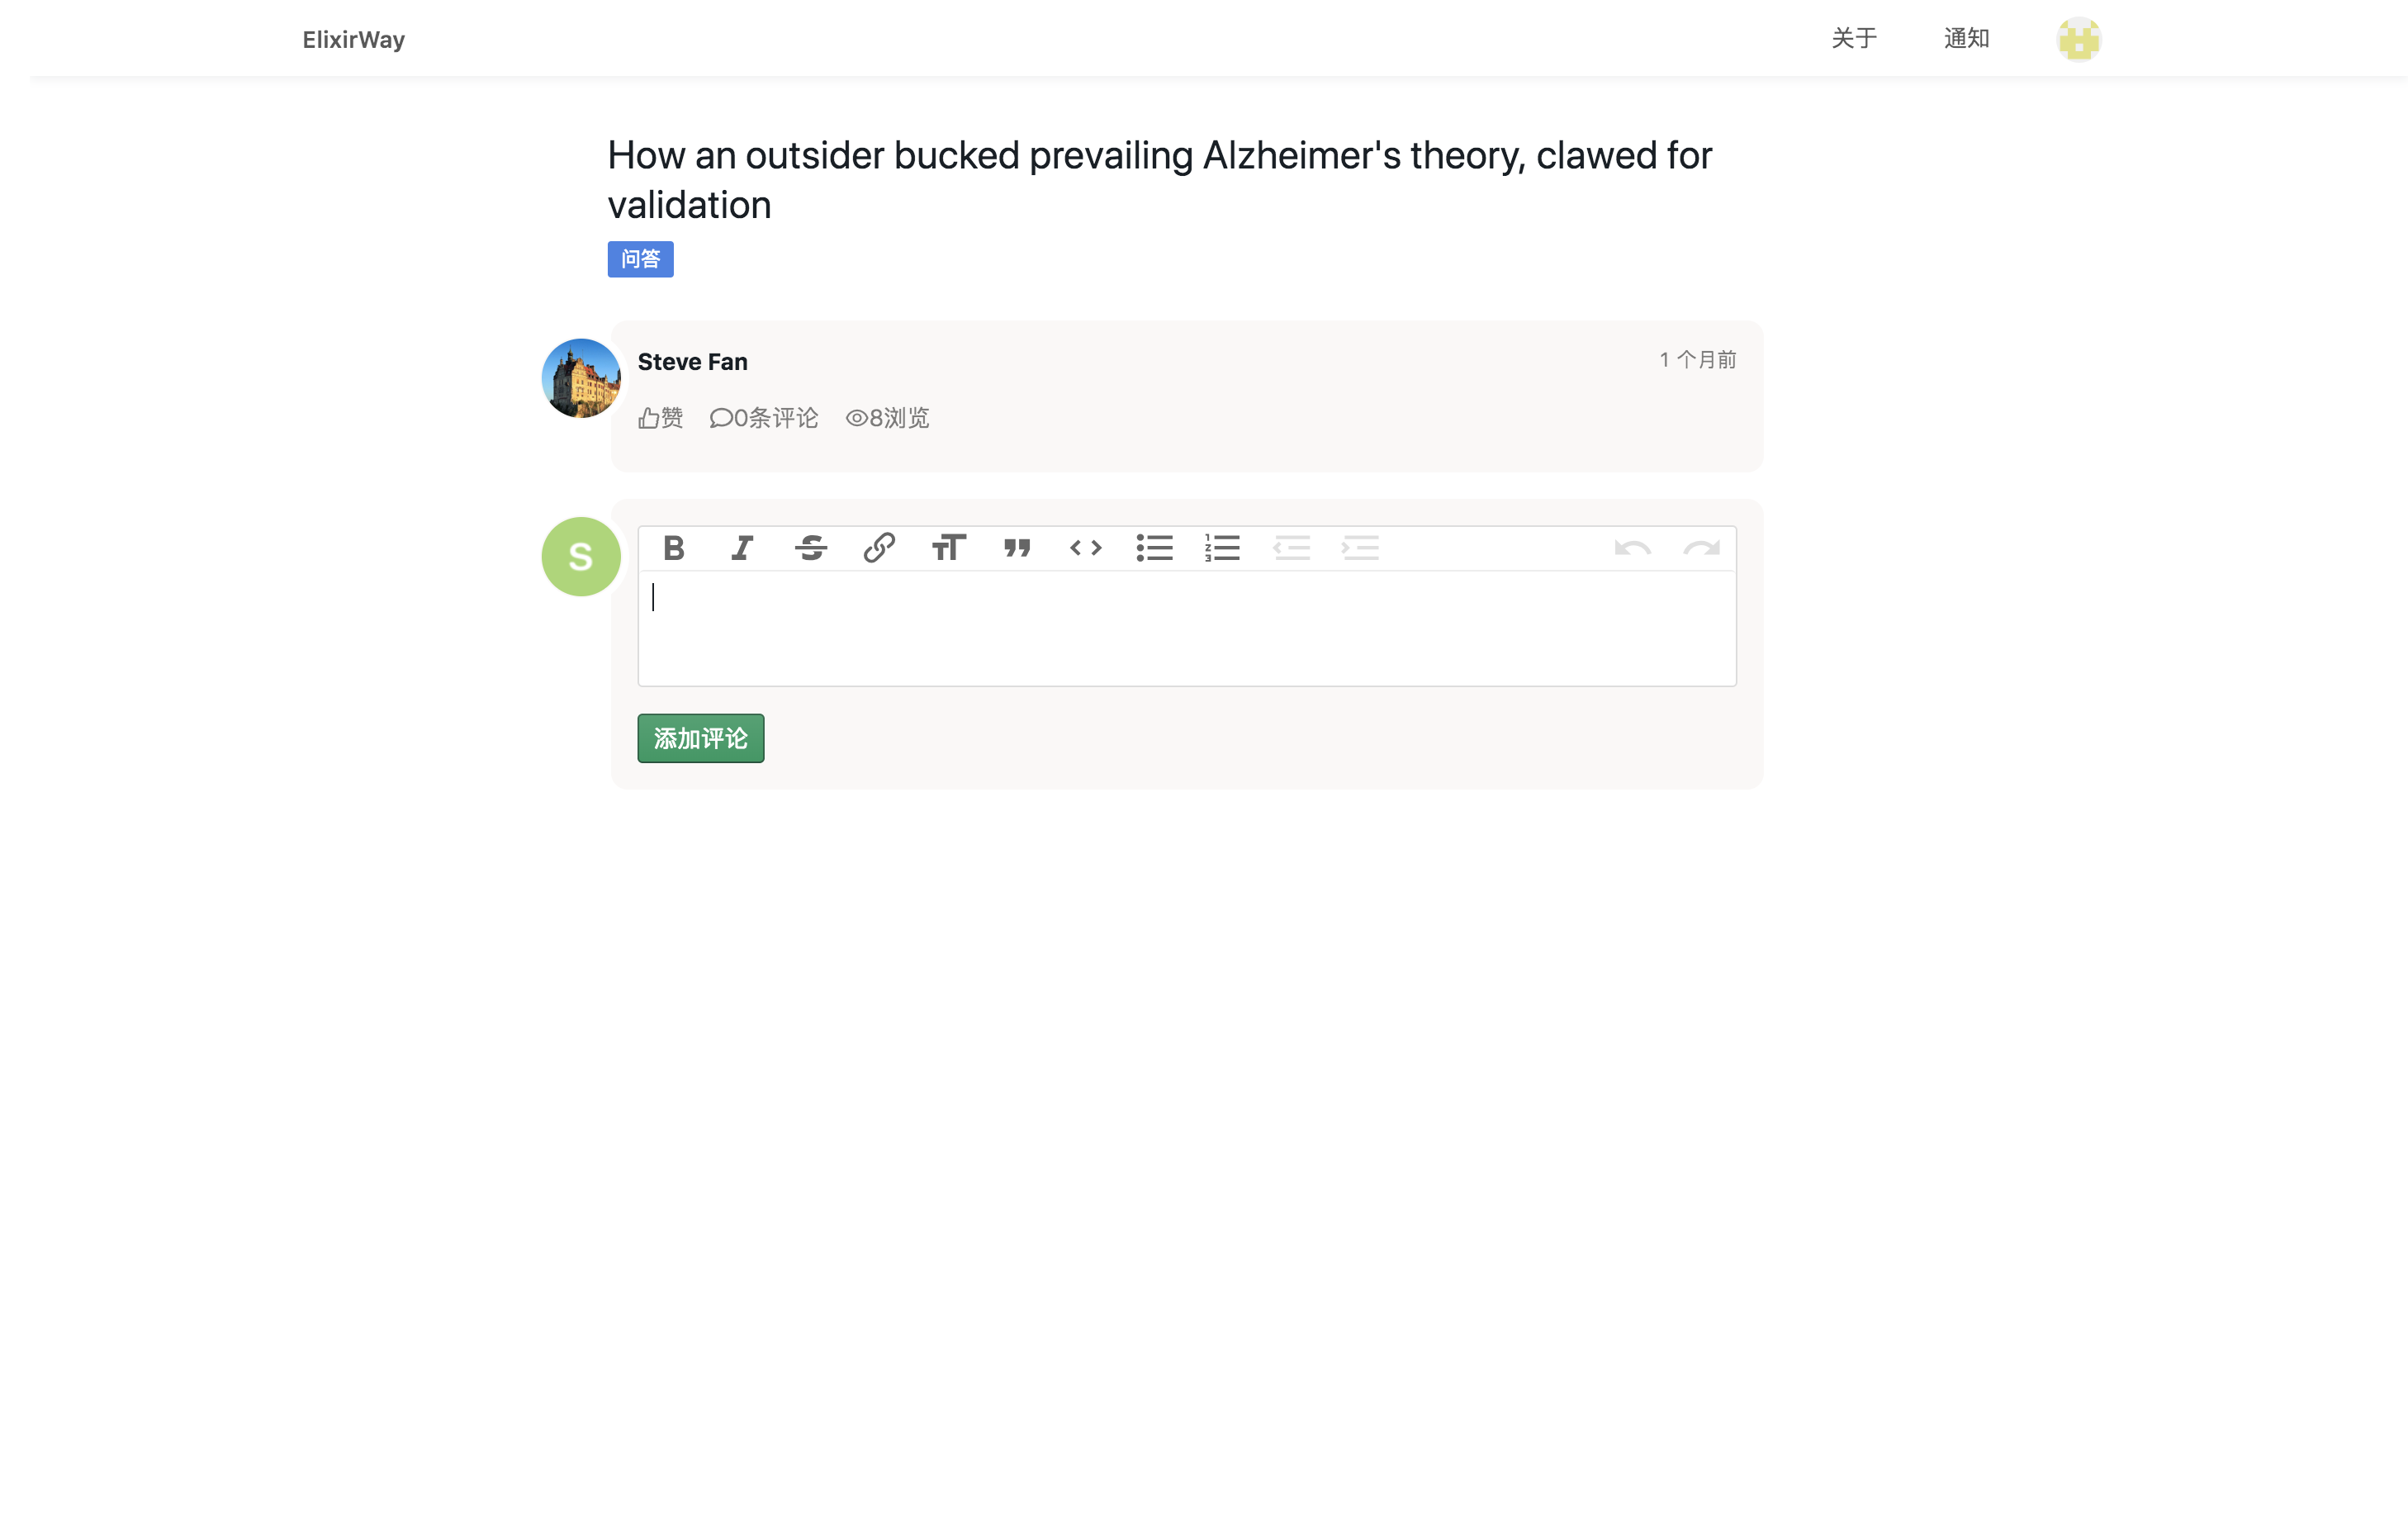 ElixirWay 关于 通知
How an outsider bucked prevailing Alzheimer's theory, clawed for
validation
问答
Steve Fan 1 个月前
赞 0条评论 8浏览
S
添加评论